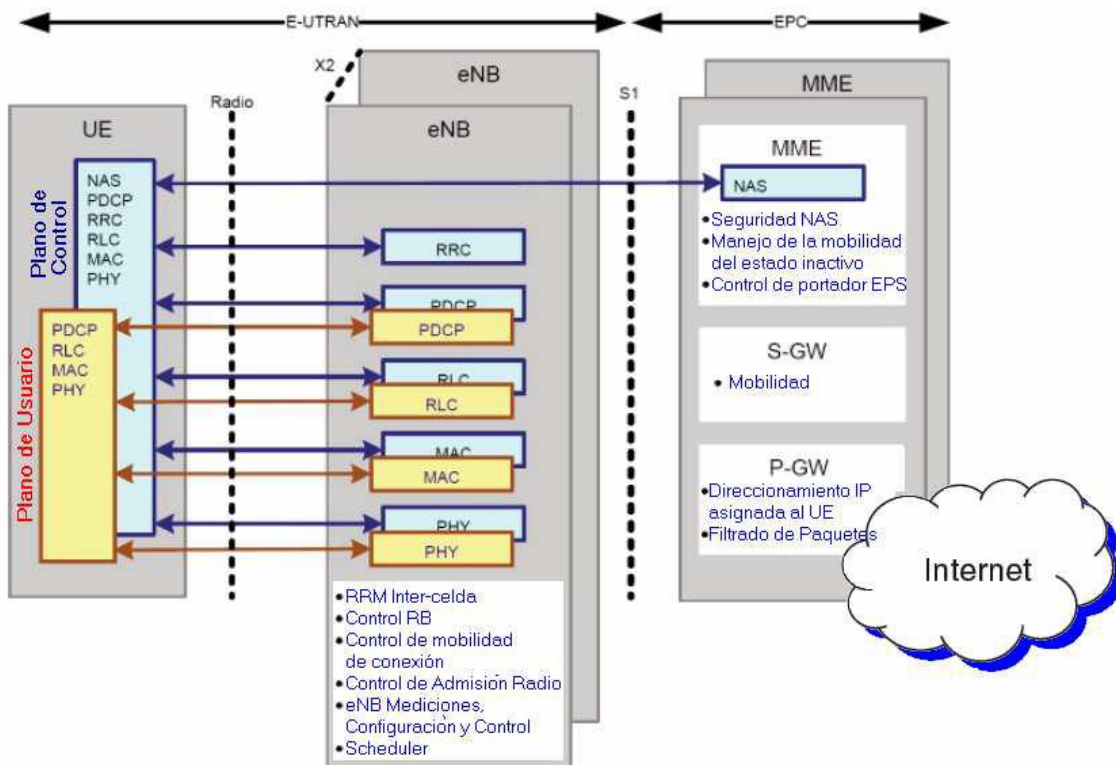 E-UTRAN
EPC
X2
eNB
MME
Radio
S1
UE
eNB
MME
Plano de
Control
NAS
PDCP
RRC
RLC
MAC
PHY
NAS
Seguridad NAS
Manejo de la mobilidad
del estado inactivo
Control de portador EPS
RRC
PDCP
PDCP
RLC
RLC
MAC
MAC
PHY
PHY
Plano de Usuario
PDCP
RLC
MAC
PHY
S-GW
Mobilidad
P-GW
Direccionamiento IP
asignada al UE
Filtrado de Paquetes
Internet
RRM Inter-celda
Control RB
Control de mobilidad
de conexión
Control de Admisión Radio
eNB Mediciones,
Configuración y Control
Scheduler